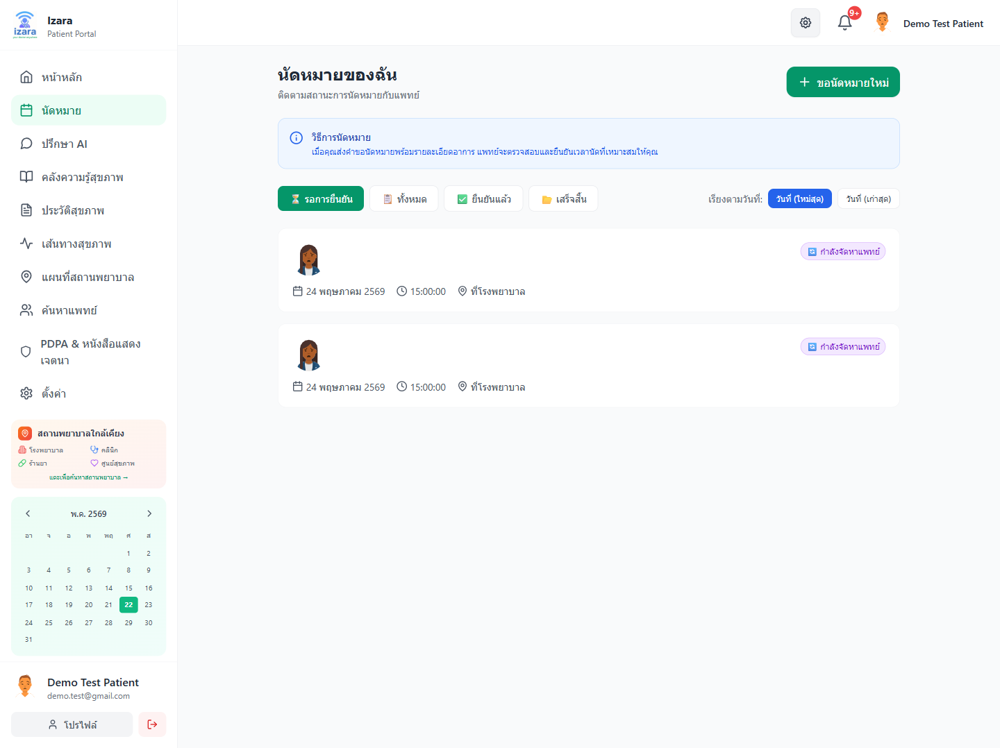 izara
Izara
Patient Portal
9+
Demo Test Patient
หน้าหลัก
นัดหมาย
ปรึกษา AI
คลังความรู้สุขภาพ
ประวัติสุขภาพ
เส้นทางสุขภาพ
แผนที่สถานพยาบาล
ค้นหาแพทย์
PDPA & หนังสือแสดง
เจตนา
ตั้งค่า
สถานพยาบาลใกล้เคียง
โรงพยาบาล คลินิก
ร้านยา ศูนย์สุขภาพ
แตะเพื่อค้นหาสถานพยาบาล →
พ.ค. 2569
อา จ อ พ พฤ ศ ส
1 2
3 4 5 6 7 8 9
10 11 12 13 14 15 16
17 18 19 20 21 22 23
24 25 26 27 28 29 30
31
Demo Test Patient
demo.test@gmail.com
โปรไฟล์
นัดหมายของฉัน
ติดตามสถานะการนัดหมายกับแพทย์
ขอนัดหมายใหม่
วิธีการนัดหมาย
เมื่อคุณส่งคำขอนัดหมายพร้อมรายละเอียดอาการ แพทย์จะตรวจสอบและยืนยันเวลานัดที่เหมาะสมให้คุณ
รอการยืนยัน ทั้งหมด ยืนยันแล้ว เสร็จสิ้น เรียงตามวันที่: วันที่ (ใหม่สุด) วันที่ (เก่าสุด)
กำลังจัดหาแพทย์
24 พฤษภาคม 2569 15:00:00 ที่โรงพยาบาล
กำลังจัดหาแพทย์
24 พฤษภาคม 2569 15:00:00 ที่โรงพยาบาล